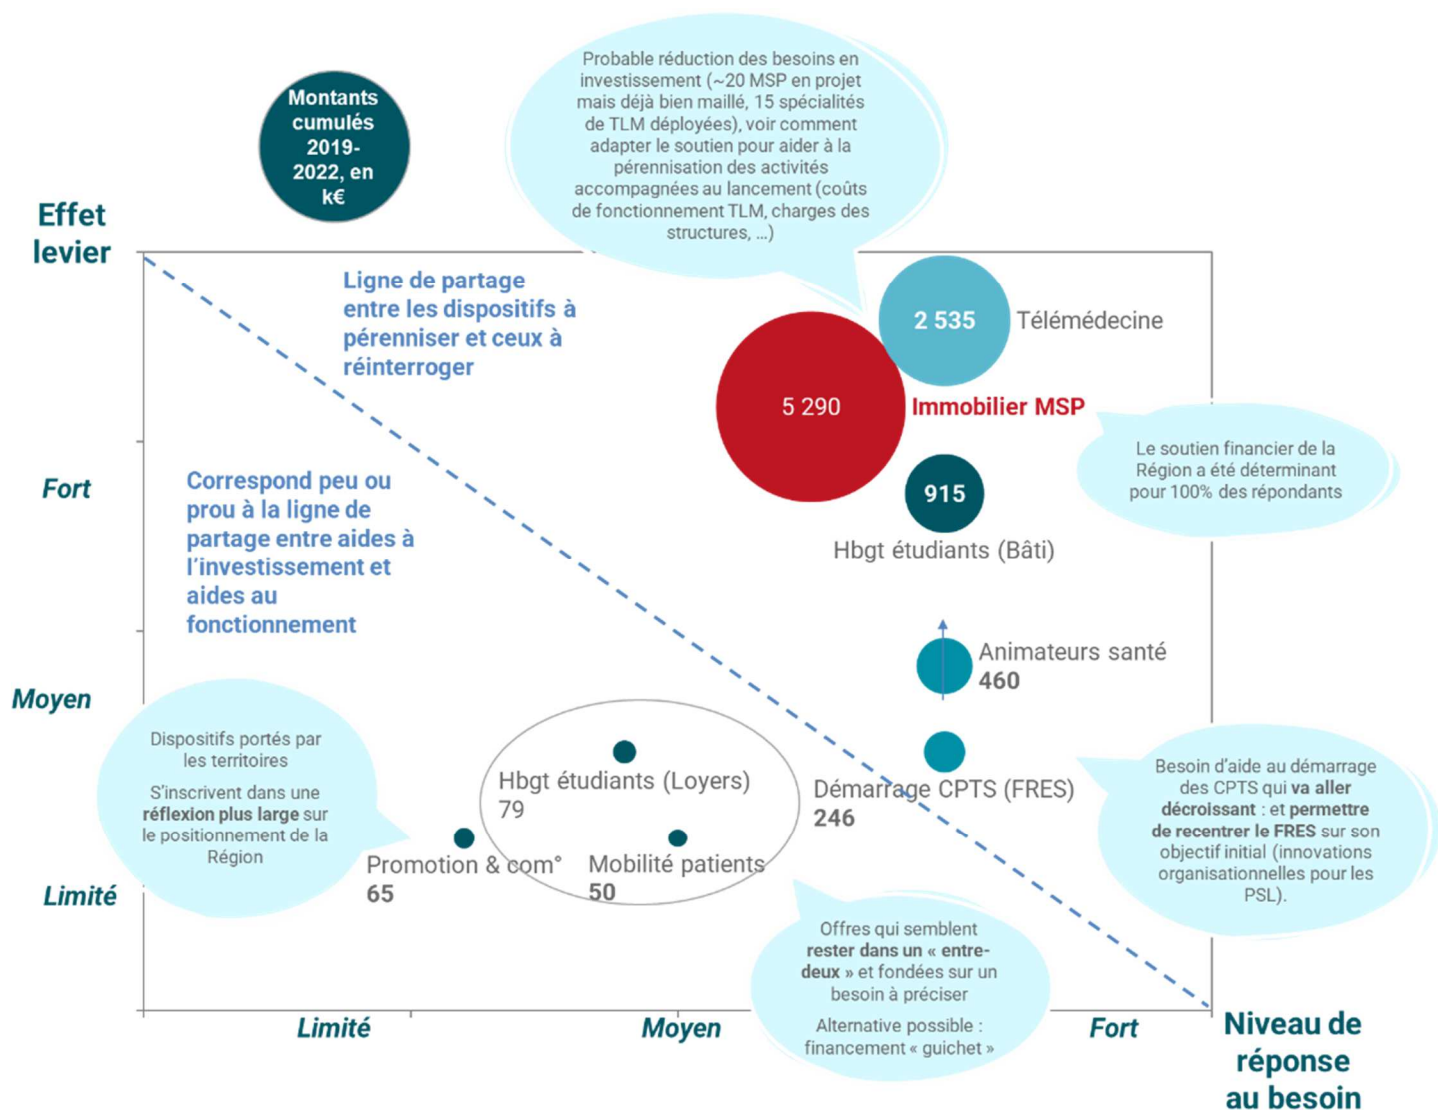 Probable réduction des besoins en
investissement (~20 MSP en projet
mais déjà bien maillé, 15 spécialités
de TLM déployées), voir comment
adapter le soutien pour aider à la
pérennisation des activités
accompagnées au lancement (coûts
de fonctionnement TLM, charges des
structures, ...)
Montants
cumulés
2019-
2022, en
k€
Effet
levier
Ligne de partage
entre les dispositifs à
pérenniser et ceux à
réinterroger
2 535
Télémédecine
5 290
Immobilier MSP
Le soutien financier de la
Région a été déterminant
pour 100% des répondants
Fort
Correspond peu ou
prou à la ligne de
partage entre aides à
l'investissement et
aides au
fonctionnement
915
Hbgt étudiants (Bâti)
Animateurs santé
460
Moyen
Dispositifs portés par
les territoires
S'inscrivent dans une
réflexion plus large sur
le positionnement de la
Région
Hbgt étudiants (Loyers)
79
Démarrage CPTS (FRES)
246
Besoin d'aide au démarrage
des CPTS qui va aller
décroissant : et permettre
de recentrer le FRES sur son
objectif initial (innovations
organisationnelles pour les
PSL).
Promotion & com°
65
Mobilité patients
50
Limité
Offres qui semblent
rester dans un « entre-
deux » et fondées sur un
besoin à préciser
Alternative possible :
financement « guichet »
Limité
Moyen
Fort
Niveau de
réponse
au besoin